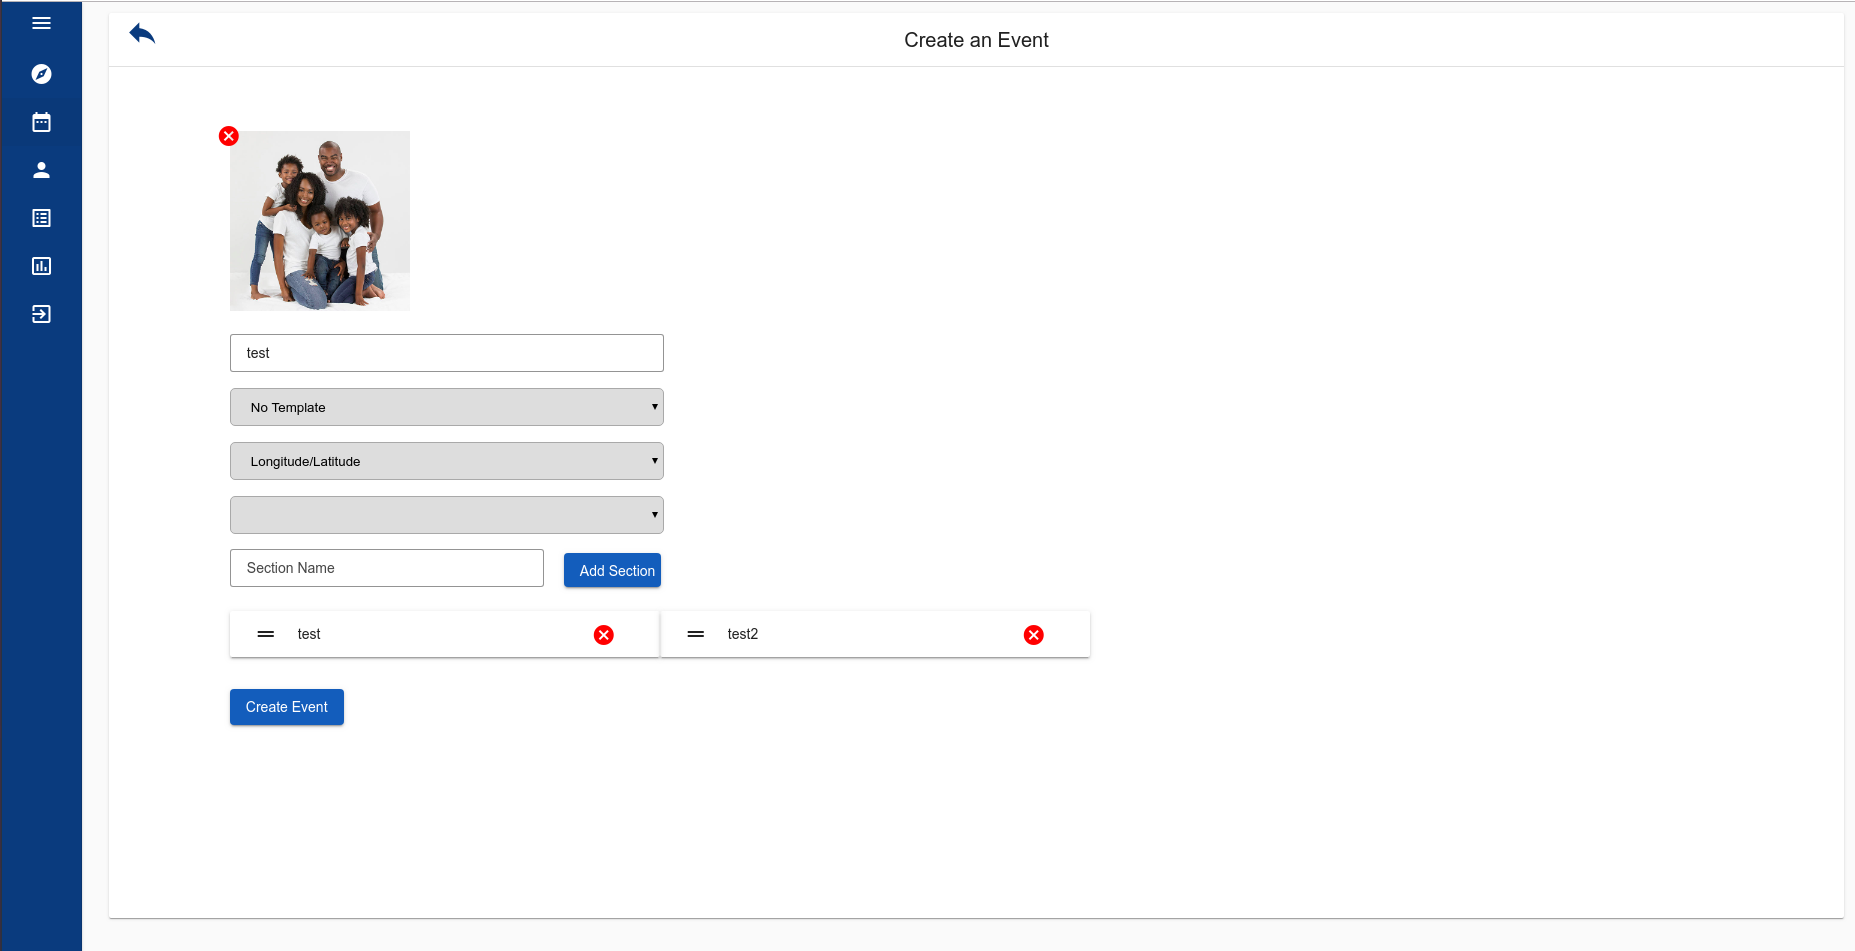 Create an Event
test
No Template
Longitude/Latitude
Section Name
Add Section
test
test2
Create Event